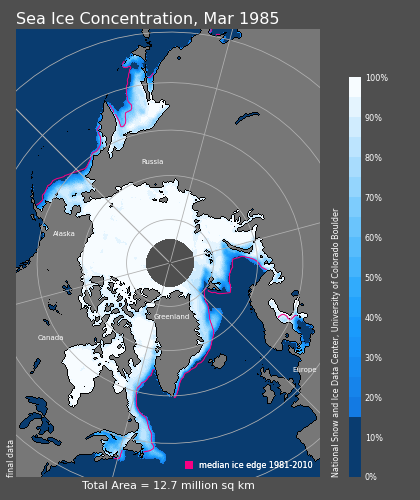 Sea Ice Concentration, Mar 1985
Russia
Alaska
Greenland
Canada
Europe
median ice edge 1981-2010
final data
Total Area = 12.7 million sq km
National Snow and Ice Data Center, University of Colorado Boulder
100%
90%
80%
70%
60%
50%
40%
30%
20%
10%
0%